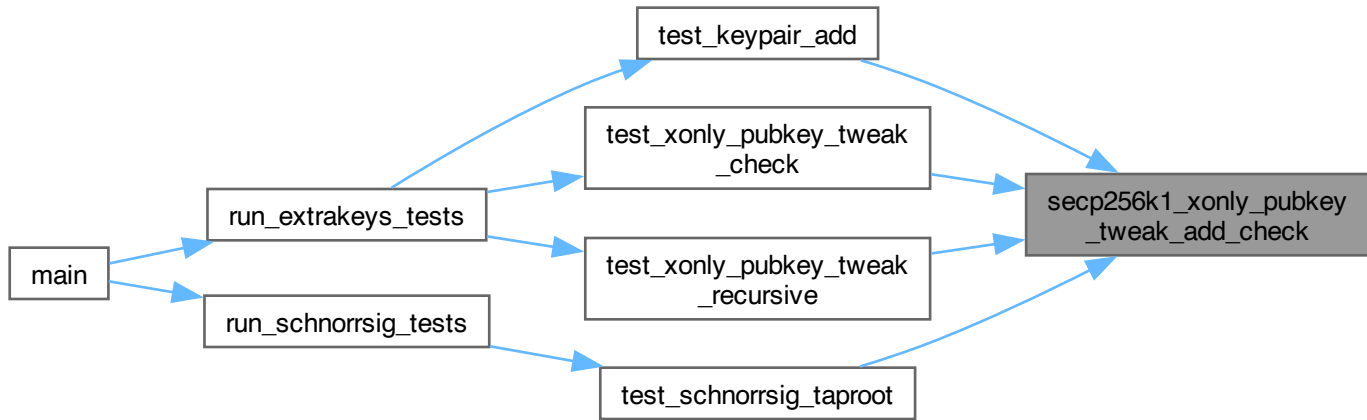 test_keypair_add
test_xonly_pubkey_tweak
_check
secp256k1_xonly_pubkey
_tweak_add_check
run_extrakeys_tests
main
test_xonly_pubkey_tweak
_recursive
run_schnorrsig_tests
test_schnorrsig_taproot